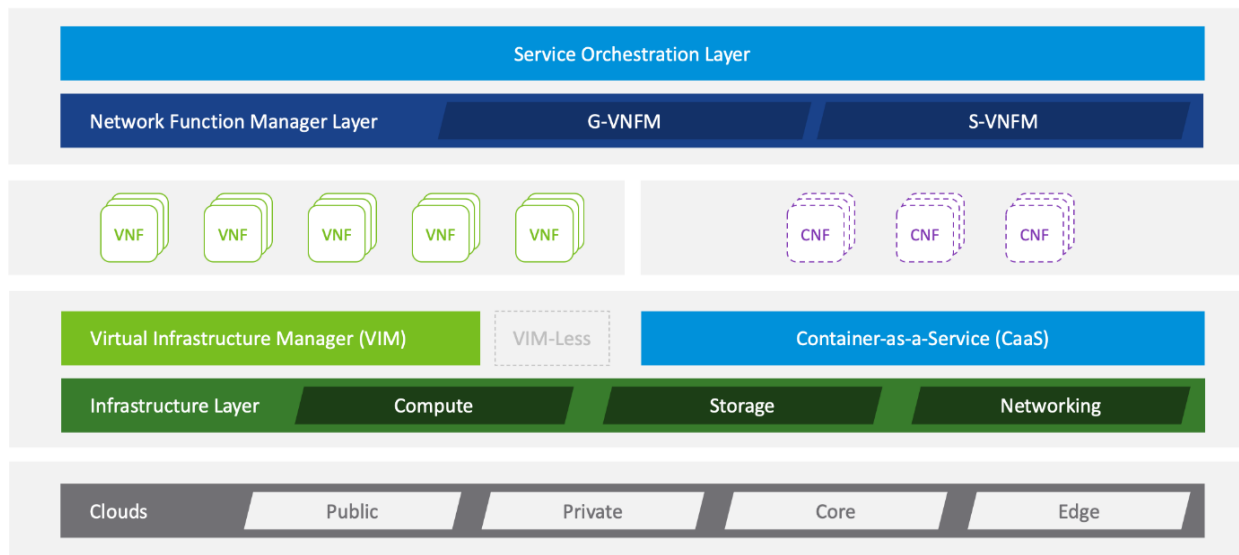 Service Orchestration Layer
Network Function Manager Layer G-VNFM S-VNFM
VNF VNF VNF VNF VNF CNF CNF CNF
Virtual Infrastructure Manager (VIM) VIM-Less Container-as-a-Service (CaaS)
Infrastructure Layer Compute Storage Networking
Clouds Public Private Core Edge